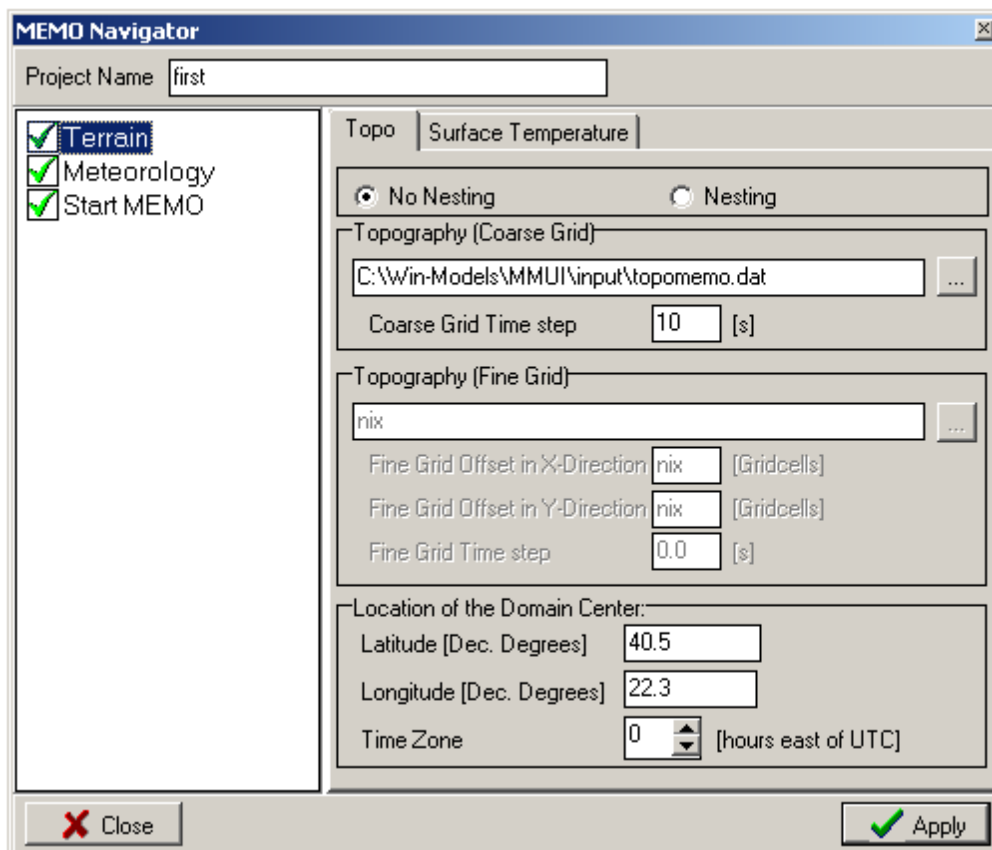 MEMO Navigator
Project Name first
Terrain
Meteorology
Start MEMO
Topo Surface Temperature
No Nesting Nesting
Topography (Coarse Grid)
C:\Win-Models\MMUI\input\topomemo.dat ...
Coarse Grid Time step 10 [s]
Topography (Fine Grid)
nix ...
Fine Grid Offset in X-Direction nix [Gridcells]
Fine Grid Offset in Y-Direction nix [Gridcells]
Fine Grid Time step 0.0 [s]
Location of the Domain Center:
Latitude [Dec. Degrees] 40.5
Longitude [Dec. Degrees] 22.3
Time Zone 0 [hours east of UTC]
Close Apply